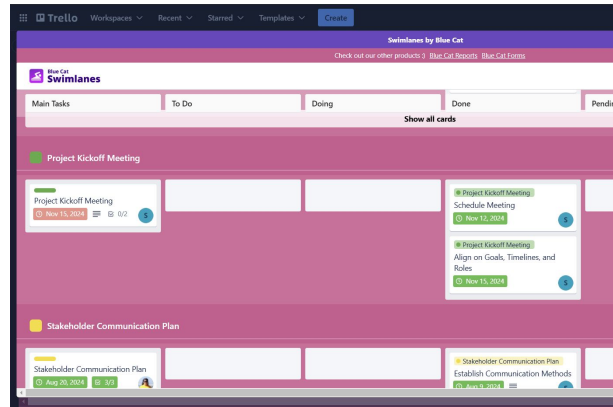 Trello Workspaces Recent Starred Templates Create
Swimlanes by Blue Cat
Check out our other products :) Blue Cat Reports Blue Cat Forms
Blue Cat
Swimlanes
Main Tasks To Do Doing Done Pendin
Show all cards
Project Kickoff Meeting
Project Kickoff Meeting
Nov 15, 2024 0/2 $
Project Kickoff Meeting
Schedule Meeting
Nov 12, 2024 $
Project Kickoff Meeting
Align on Goals, Timelines, and
Roles
Nov 15, 2024 $
Stakeholder Communication Plan
Stakeholder Communication Plan
Aug 20, 2024 3/3
Stakeholder Communication Plan
Establish Communication Methods
Aug 9, 2024 $